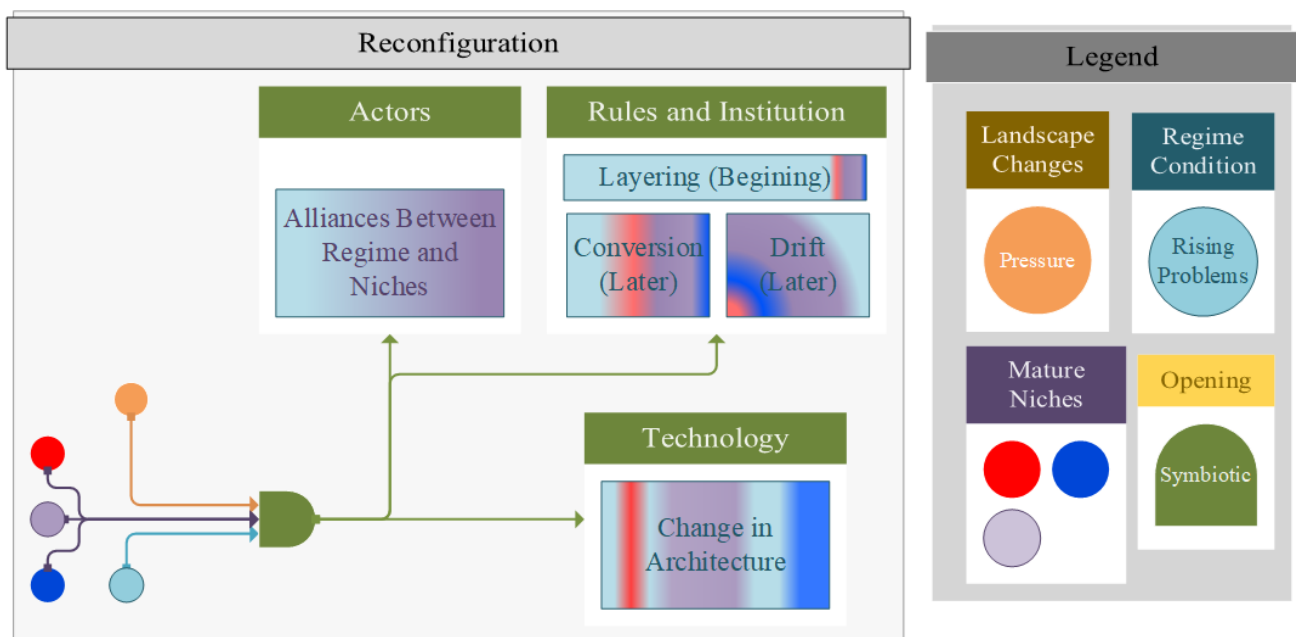 Reconfiguration
Actors
Alliances Between
Regime and
Niches
Rules and Institution
Layering (Begining)
Conversion
(Later)
Drift
(Later)
Technology
Change in
Architecture
Legend
Landscape
Changes
Pressure
Regime
Condition
Rising
Problems
Mature
Niches
Opening
Symbiotic